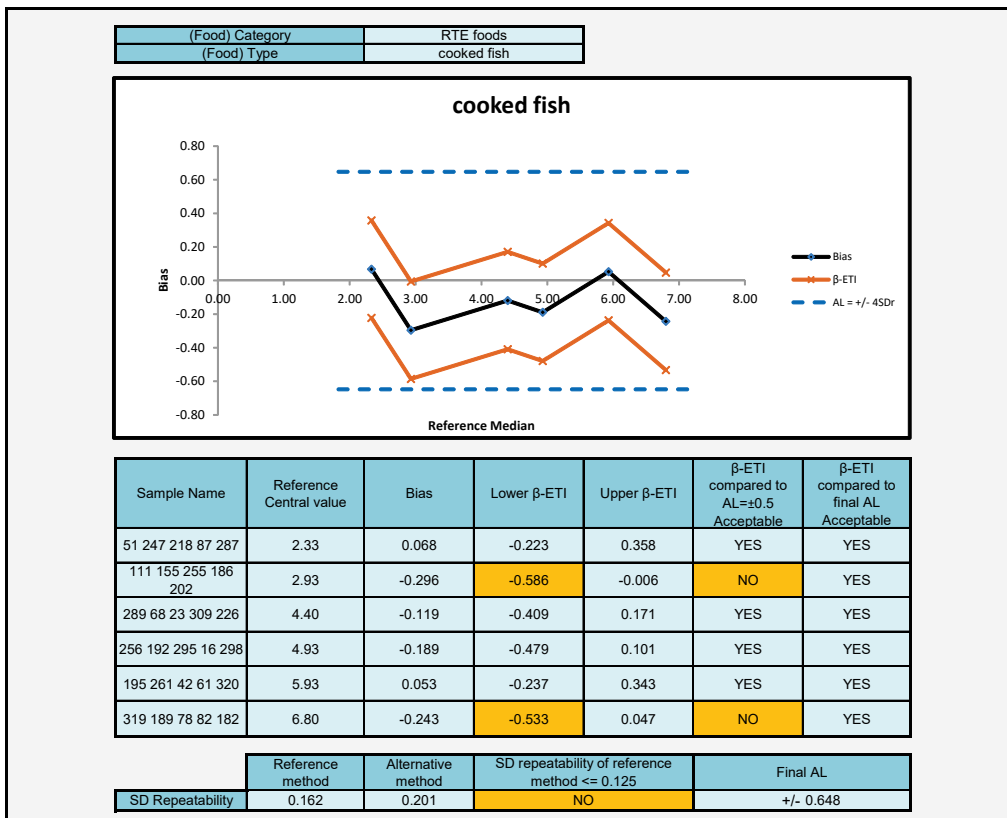 (Food) Category RTE foods
(Food) Type cooked fish
cooked fish
0.80
0.60
0.40
0.20
0.00
-0.20
-0.40
-0.60
-0.80
0.00 1.00 2.00 3.00 4.00 5.00 6.00 7.00 8.00
Bias
Reference Median
Bias
β-ETI
AL = +/- 4SDr
Sample Name Reference Central value Bias Lower β-ETI Upper β-ETI β-ETI compared to AL=±0.5 Acceptable β-ETI compared to final AL Acceptable
51 247 218 87 287 2.33 0.068 -0.223 0.358 YES YES
111 155 255 186 202 2.93 -0.296 -0.586 -0.006 NO YES
289 68 23 309 226 4.40 -0.119 -0.409 0.171 YES YES
256 192 295 16 298 4.93 -0.189 -0.479 0.101 YES YES
195 261 42 61 320 5.93 0.053 -0.237 0.343 YES YES
319 189 78 82 182 6.80 -0.243 -0.533 0.047 NO YES
Reference method Alternative method SD repeatability of reference method <= 0.125 Final AL
SD Repeatability 0.162 0.201 NO +/- 0.648